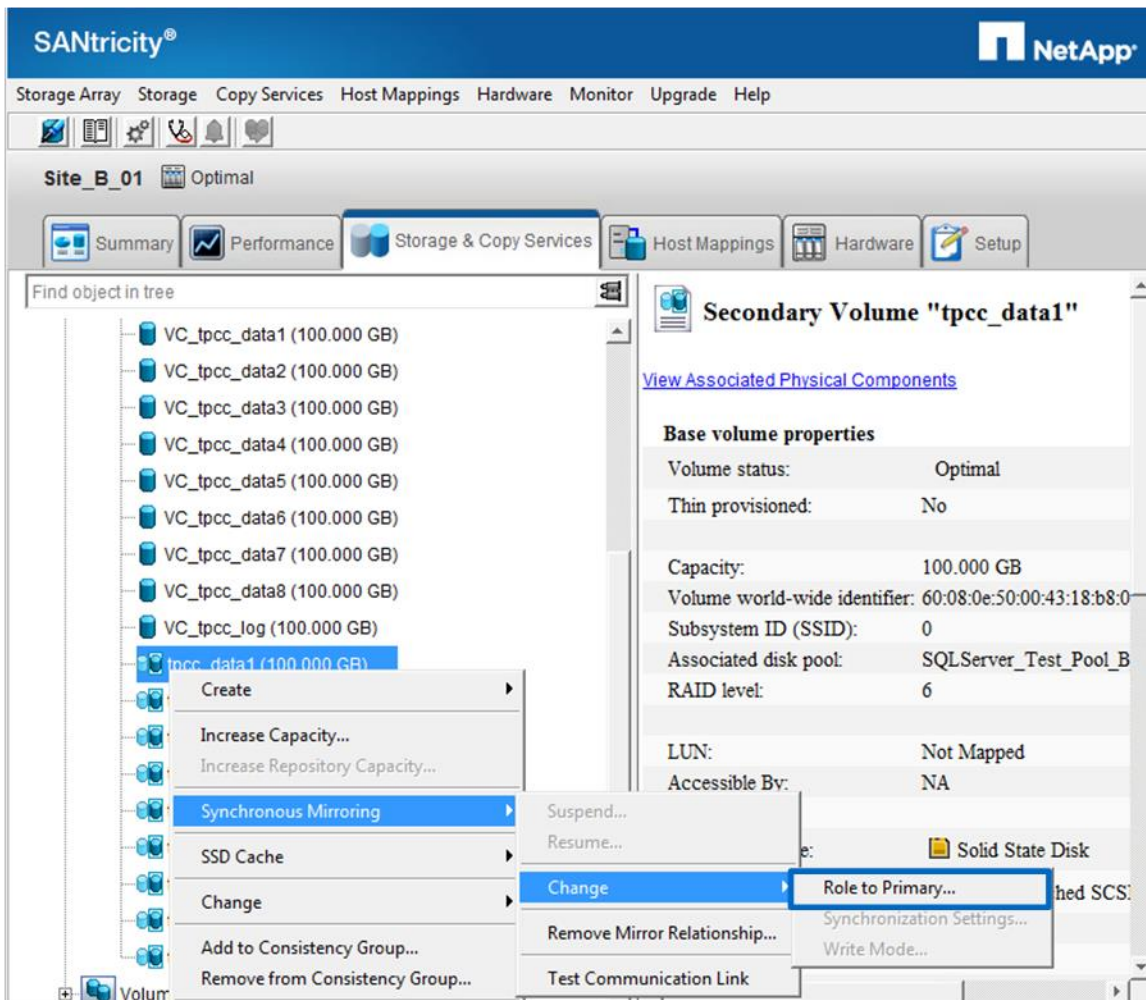 SANtricity®
NetApp®
Storage Array Storage Copy Services Host Mappings Hardware Monitor Upgrade Help
Site_B_01 Optimal
Summary Performance Storage & Copy Services Host Mappings Hardware Setup
Find object in tree
VC_tpcc_data1 (100.000 GB)
VC_tpcc_data2 (100.000 GB)
VC_tpcc_data3 (100.000 GB)
VC_tpcc_data4 (100.000 GB)
VC_tpcc_data5 (100.000 GB)
VC_tpcc_data6 (100.000 GB)
VC_tpcc_data7 (100.000 GB)
VC_tpcc_data8 (100.000 GB)
VC_tpcc_log (100.000 GB)
tpcc_data1 (100.000 GB)
Volum
Create
Increase Capacity...
Increase Repository Capacity...
Synchronous Mirroring
SSD Cache
Change
Add to Consistency Group...
Remove from Consistency Group...
Suspend...
Resume...
Change
Remove Mirror Relationship...
Test Communication Link
Role to Primary...
Synchronization Settings...
Write Mode...
Secondary Volume "tpcc_data1"
View Associated Physical Components
Base volume properties
Volume status: Optimal
Thin provisioned: No
Capacity: 100.000 GB
Volume world-wide identifier: 60:08:0e:50:00:43:18:b8:0
Subsystem ID (SSID): 0
Associated disk pool: SQLServer_Test_Pool_B
RAID level: 6
LUN: Not Mapped
Accessible By: NA
e: Solid State Disk
hed SCSI